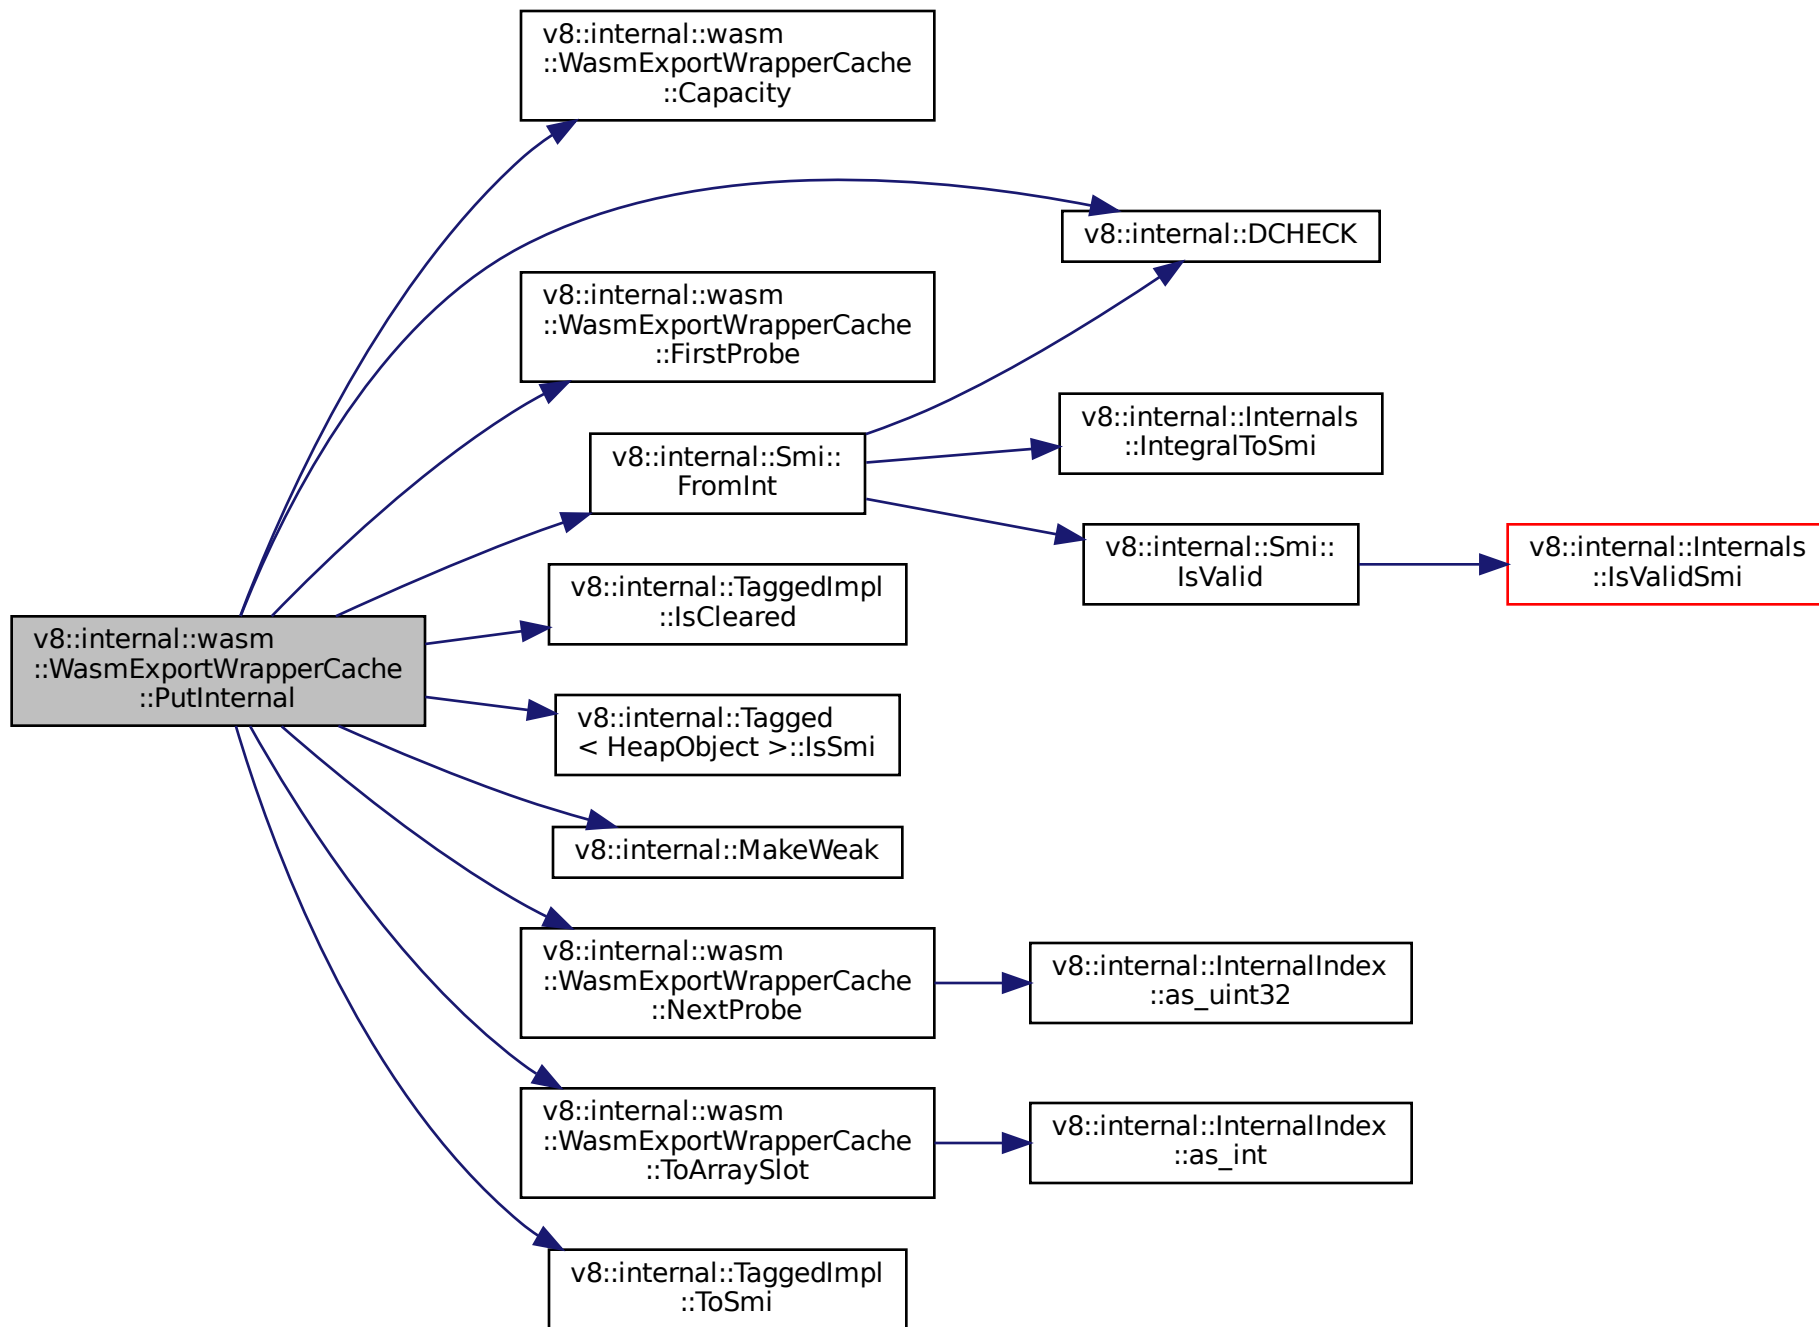 v8::internal::wasm
::WasmExportWrapperCache
::PutInternal
v8::internal::wasm
::WasmExportWrapperCache
::Capacity
v8::internal::DCHECK
v8::internal::wasm
::WasmExportWrapperCache
::FirstProbe
v8::internal::Smi::
FromInt
v8::internal::Internals
::IntegralToSmi
v8::internal::Smi::
IsValid
v8::internal::Internals
::IsValidSmi
v8::internal::TaggedImpl
::IsCleared
v8::internal::Tagged
< HeapObject >::IsSmi
v8::internal::MakeWeak
v8::internal::wasm
::WasmExportWrapperCache
::NextProbe
v8::internal::InternalIndex
::as_uint32
v8::internal::wasm
::WasmExportWrapperCache
::ToArraySlot
v8::internal::InternalIndex
::as_int
v8::internal::TaggedImpl
::ToSmi